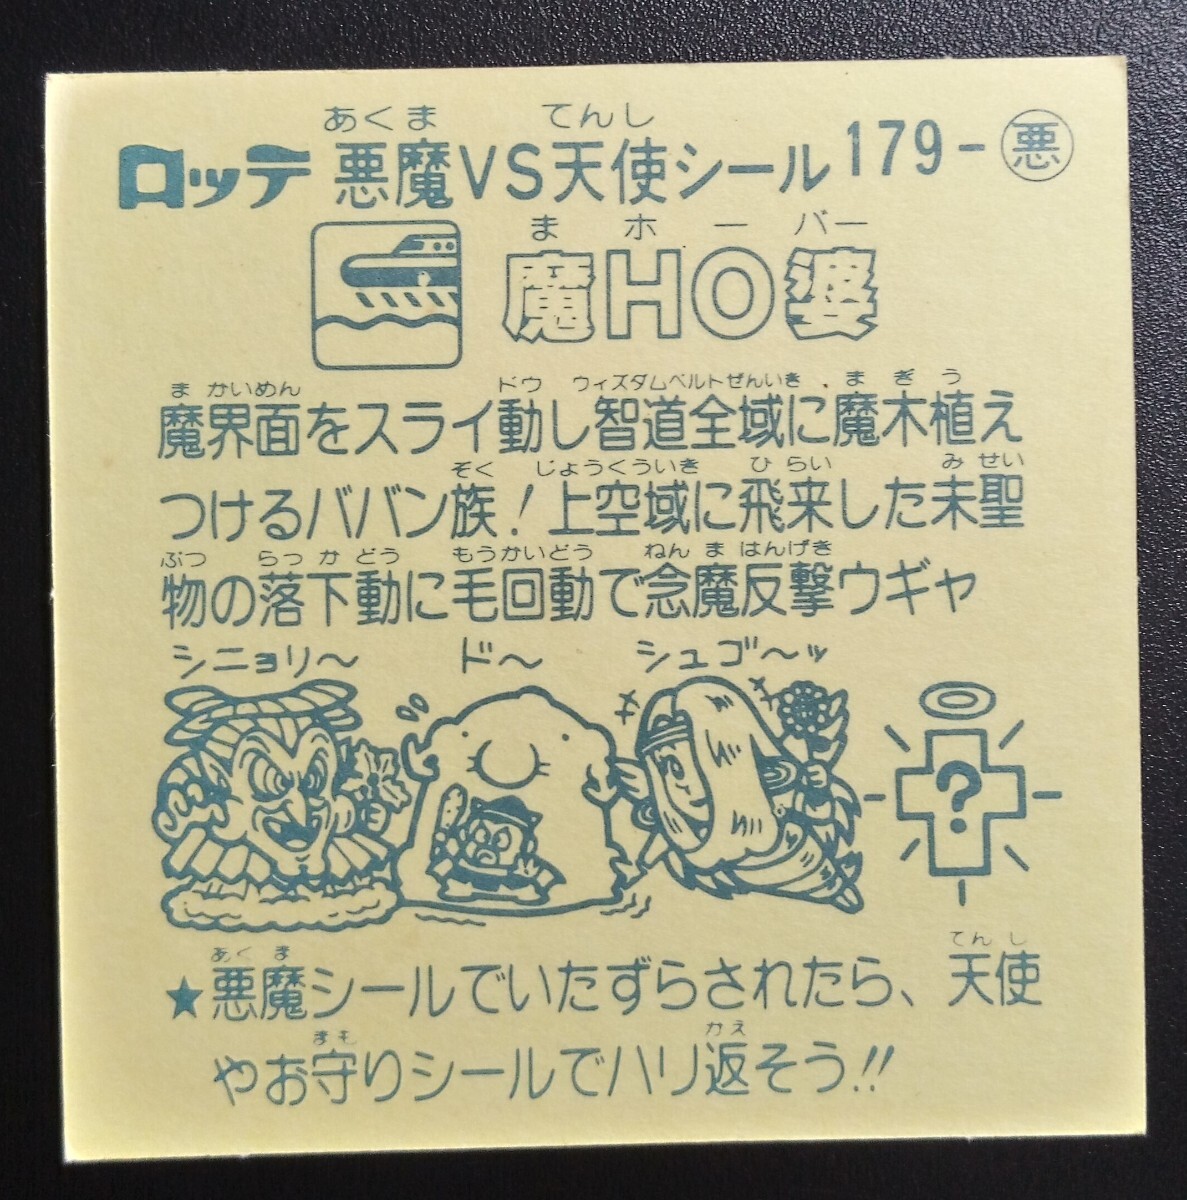 あくま てんし
ロッテ 悪魔VS天使シール 179-悪
まホーバー
魔HO婆
まかいめん ドウ ウィズダムベルトぜんいき まぎう
魔界面をスライ動し智道全域に魔木植え
ぞく じょうくういき ひらい みせい
つけるババン族！上空域に飛来した未聖
ぶつ らっかどう もうかいどう ねんまはんげき
物の落下動に毛回動で念魔反撃ウギャ
シニョリ〜 ド〜 シュゴ〜ッ
?
あくま てんし
★悪魔シールでいたずらされたら、天使
まも かえ
やお守りシールでハリ返そう!!